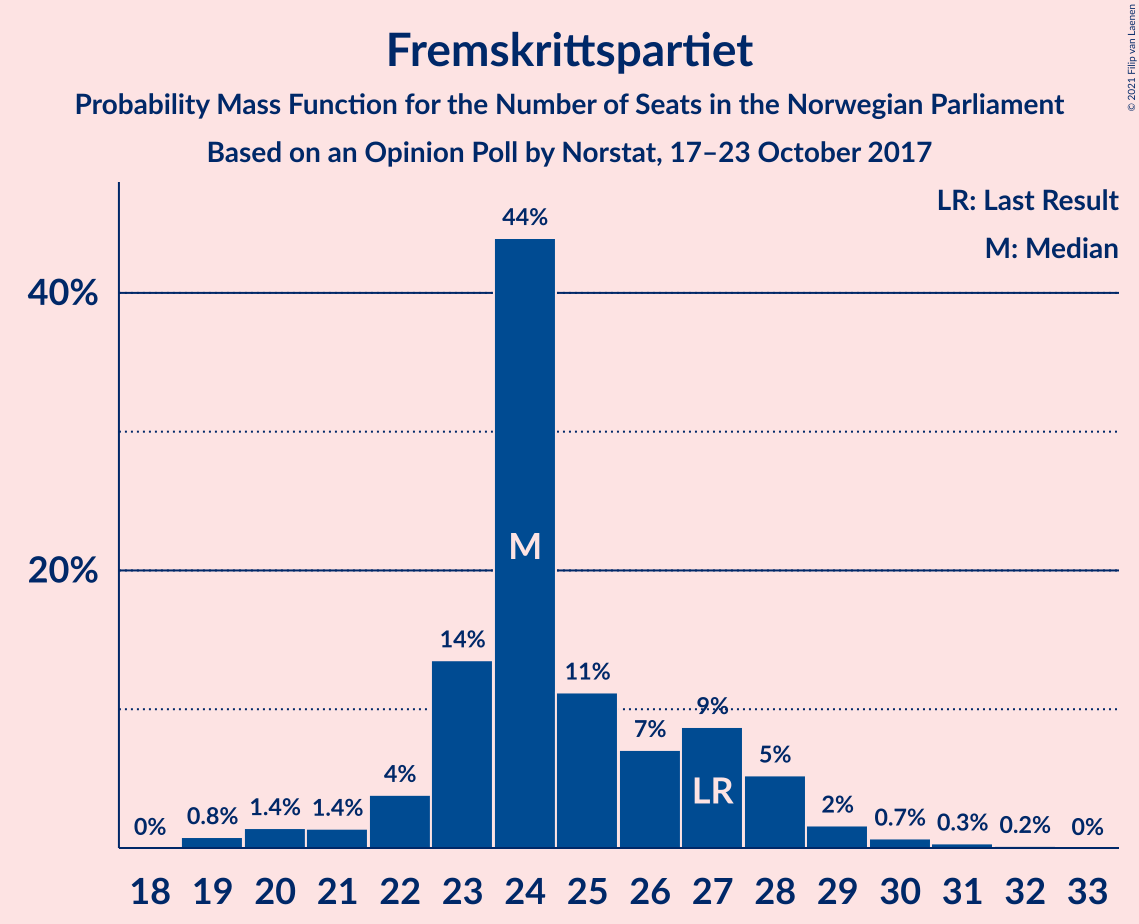 Fremskrittspartiet
Probability Mass Function for the Number of Seats in the Norwegian Parliament
Based on an Opinion Poll by Norstat, 17–23 October 2017
© 2021 Filip van Laenen
LR: Last Result
M: Median
40%
20%
0%
0.8%
1.4%
1.4%
4%
14%
44%
11%
7%
9%
5%
2%
0.7%
0.3%
0.2%
0%
M
LR
18 19 20 21 22 23 24 25 26 27 28 29 30 31 32 33